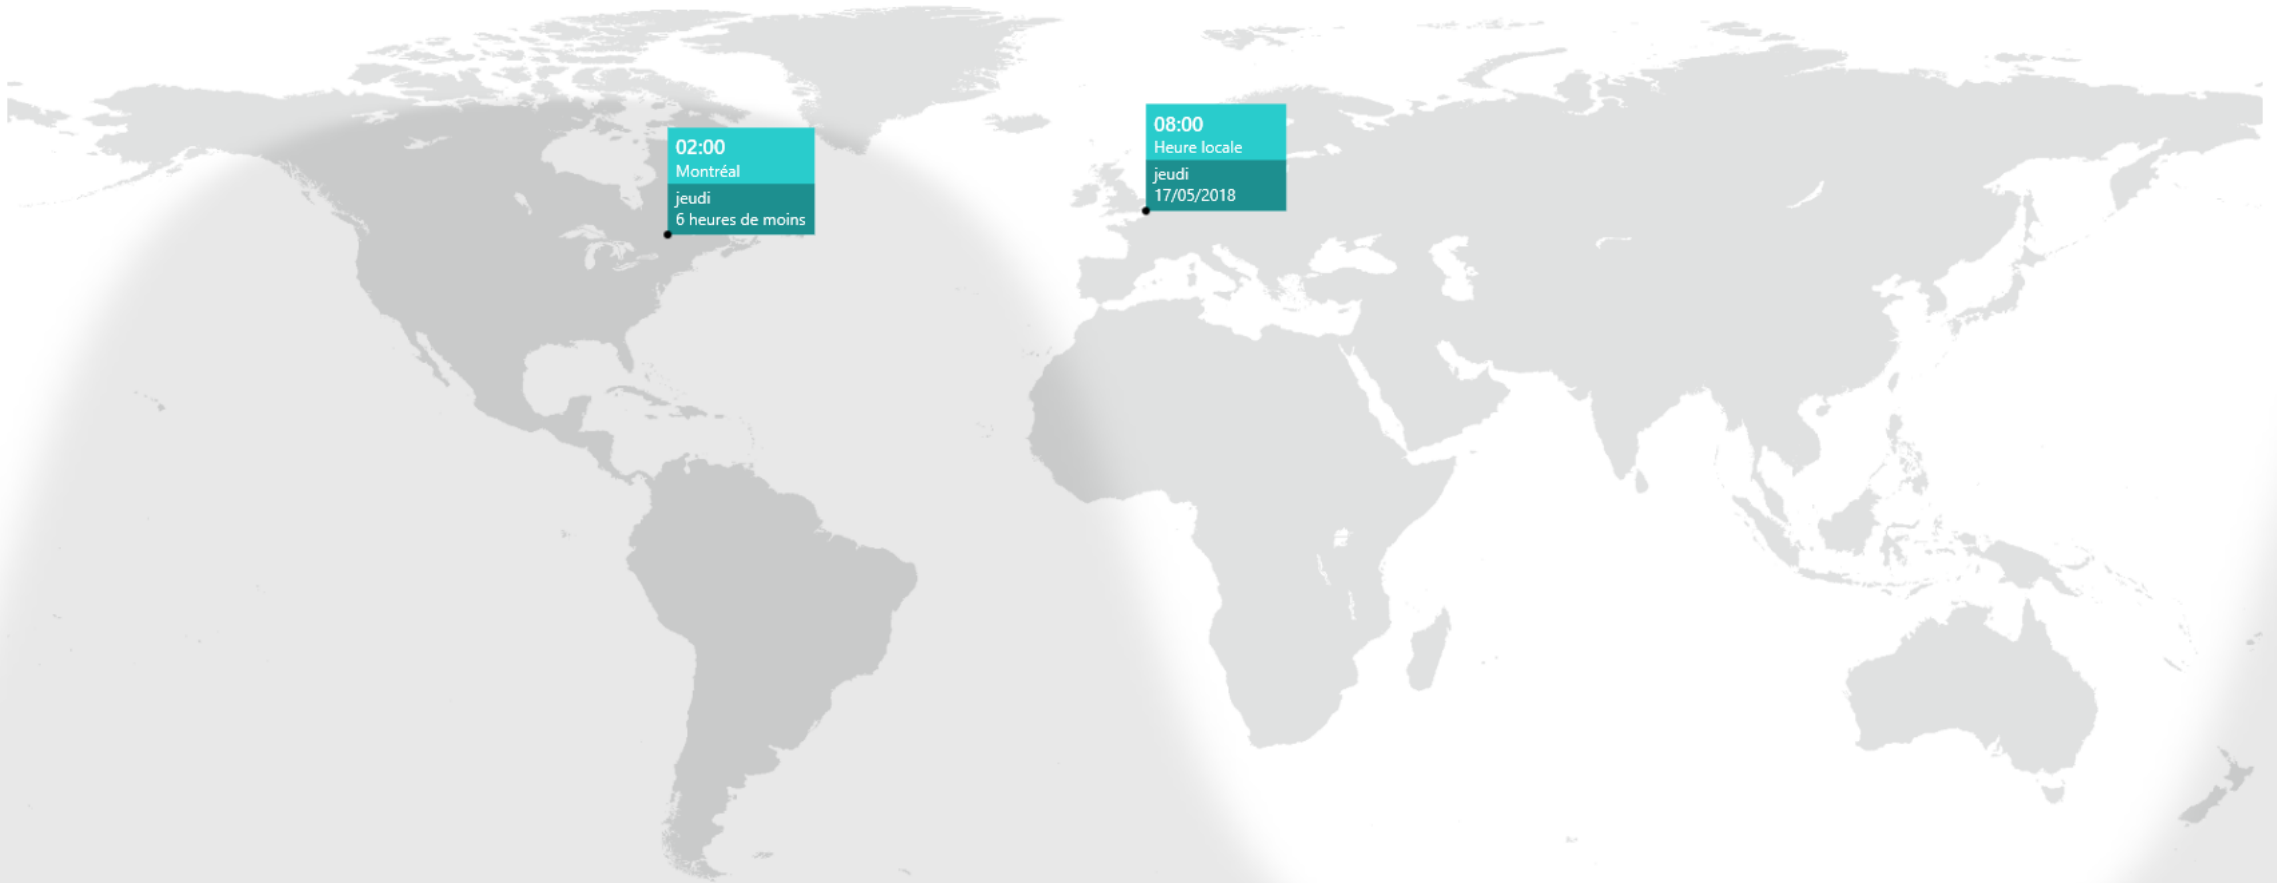 02:00
Montréal
jeudi
6 heures de moins
08:00
Heure locale
jeudi
17/05/2018